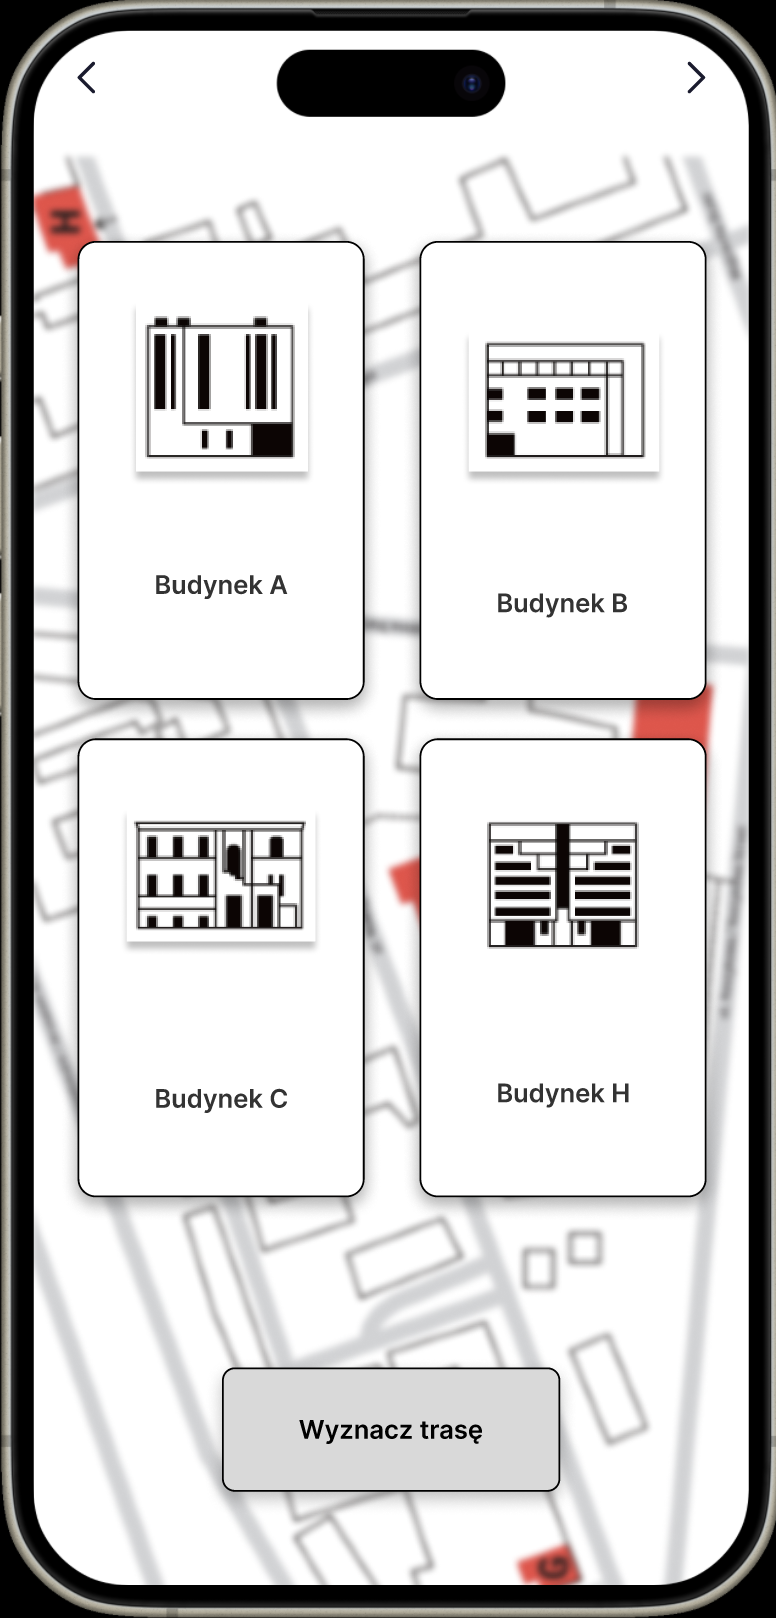 H
Budynek A
Budynek B
Budynek C
Budynek H
Wyznacz trasę
G